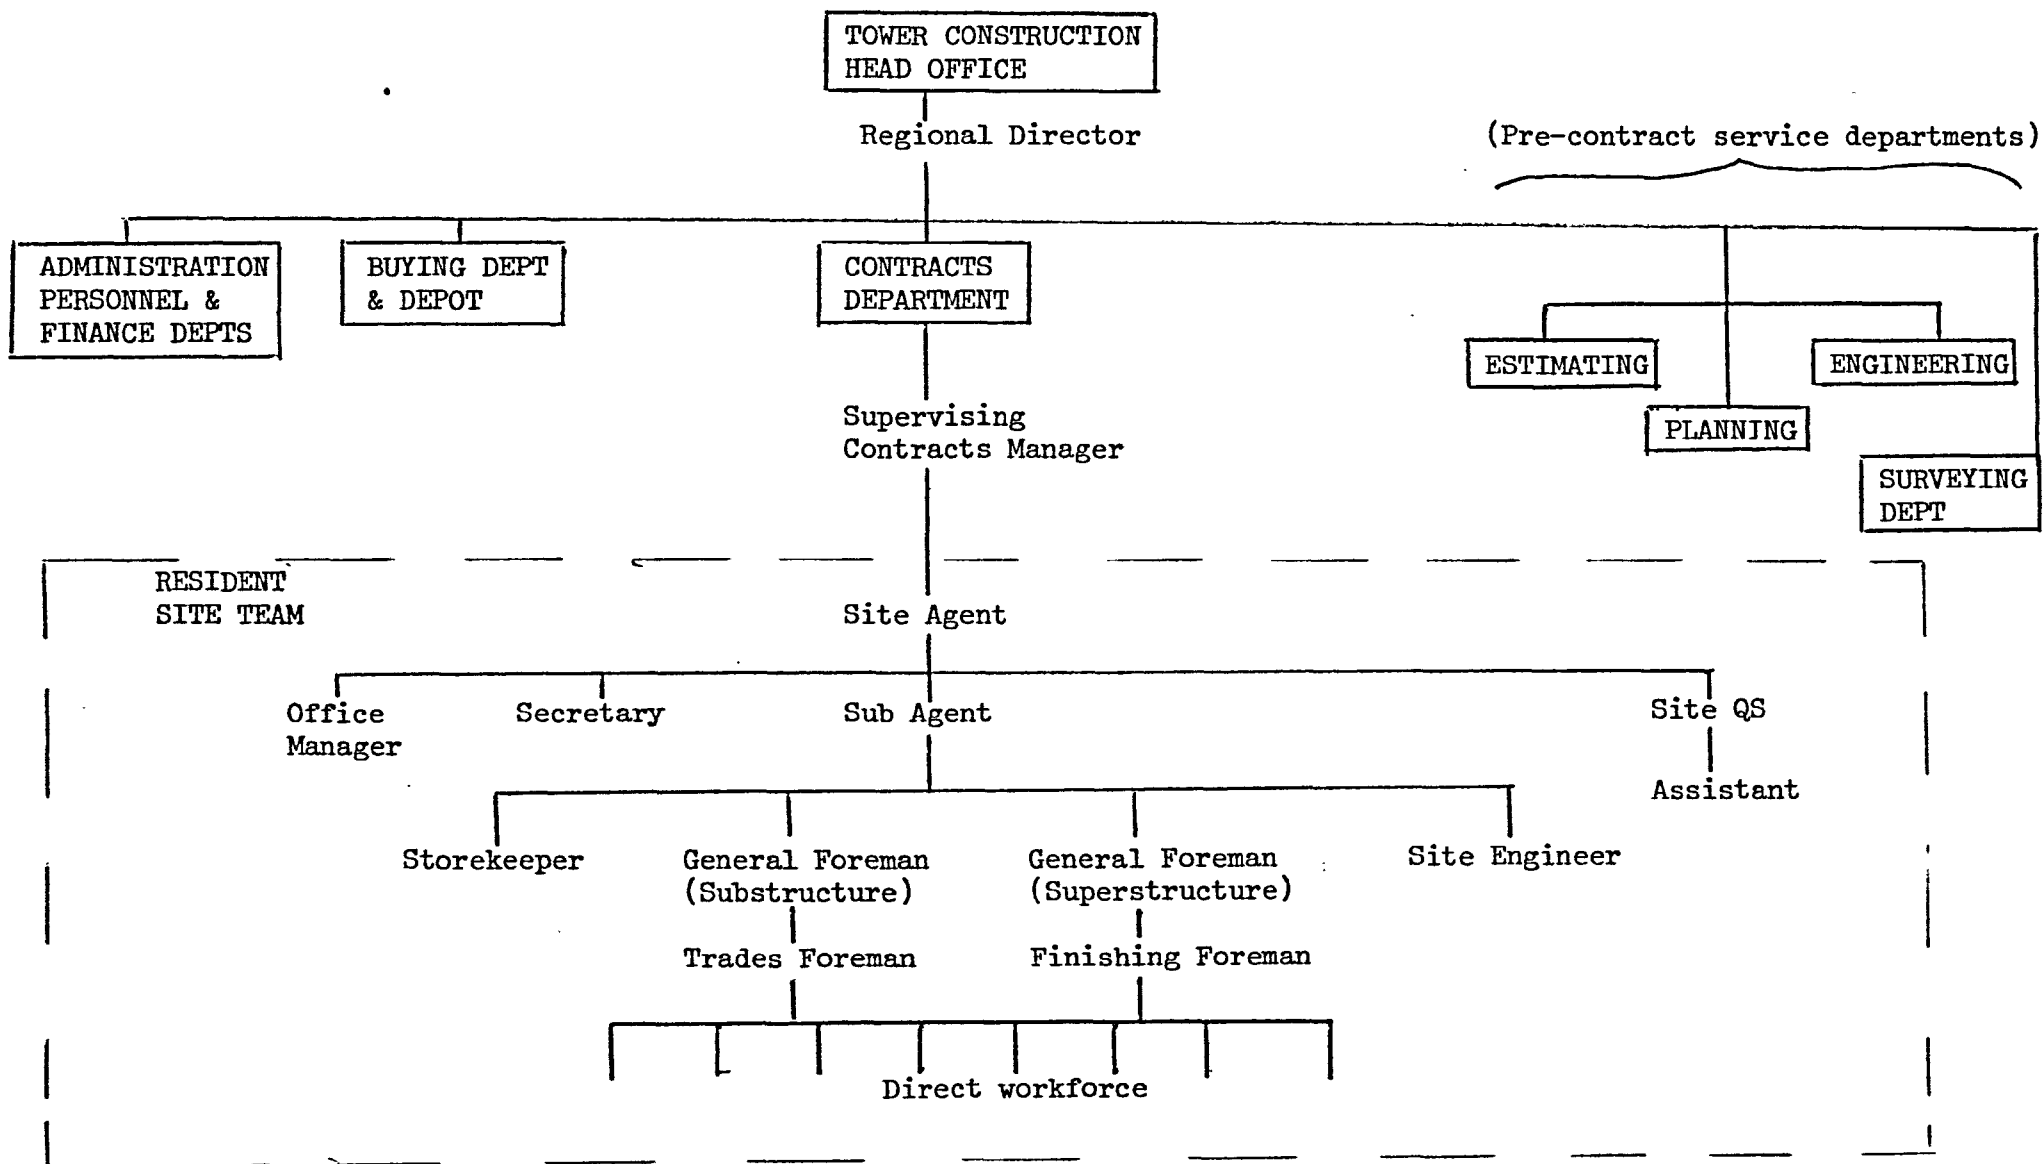 TOWER CONSTRUCTION
HEAD OFFICE
Regional Director
(Pre-contract service departments)
ADMINISTRATION
PERSONNEL &
FINANCE DEPTS
BUYING DEPT
& DEPOT
CONTRACTS
DEPARTMENT
ESTIMATING
ENGINEERING
PLANNING
Supervising
Contracts Manager
SURVEYING
DEPT
RESIDENT
SITE TEAM
Site Agent
Office
Manager
Secretary
Sub Agent
Site QS
Assistant
Storekeeper
General Foreman
(Substructure)
General Foreman
(Superstructure)
Site Engineer
Trades Foreman
Finishing Foreman
Direct workforce